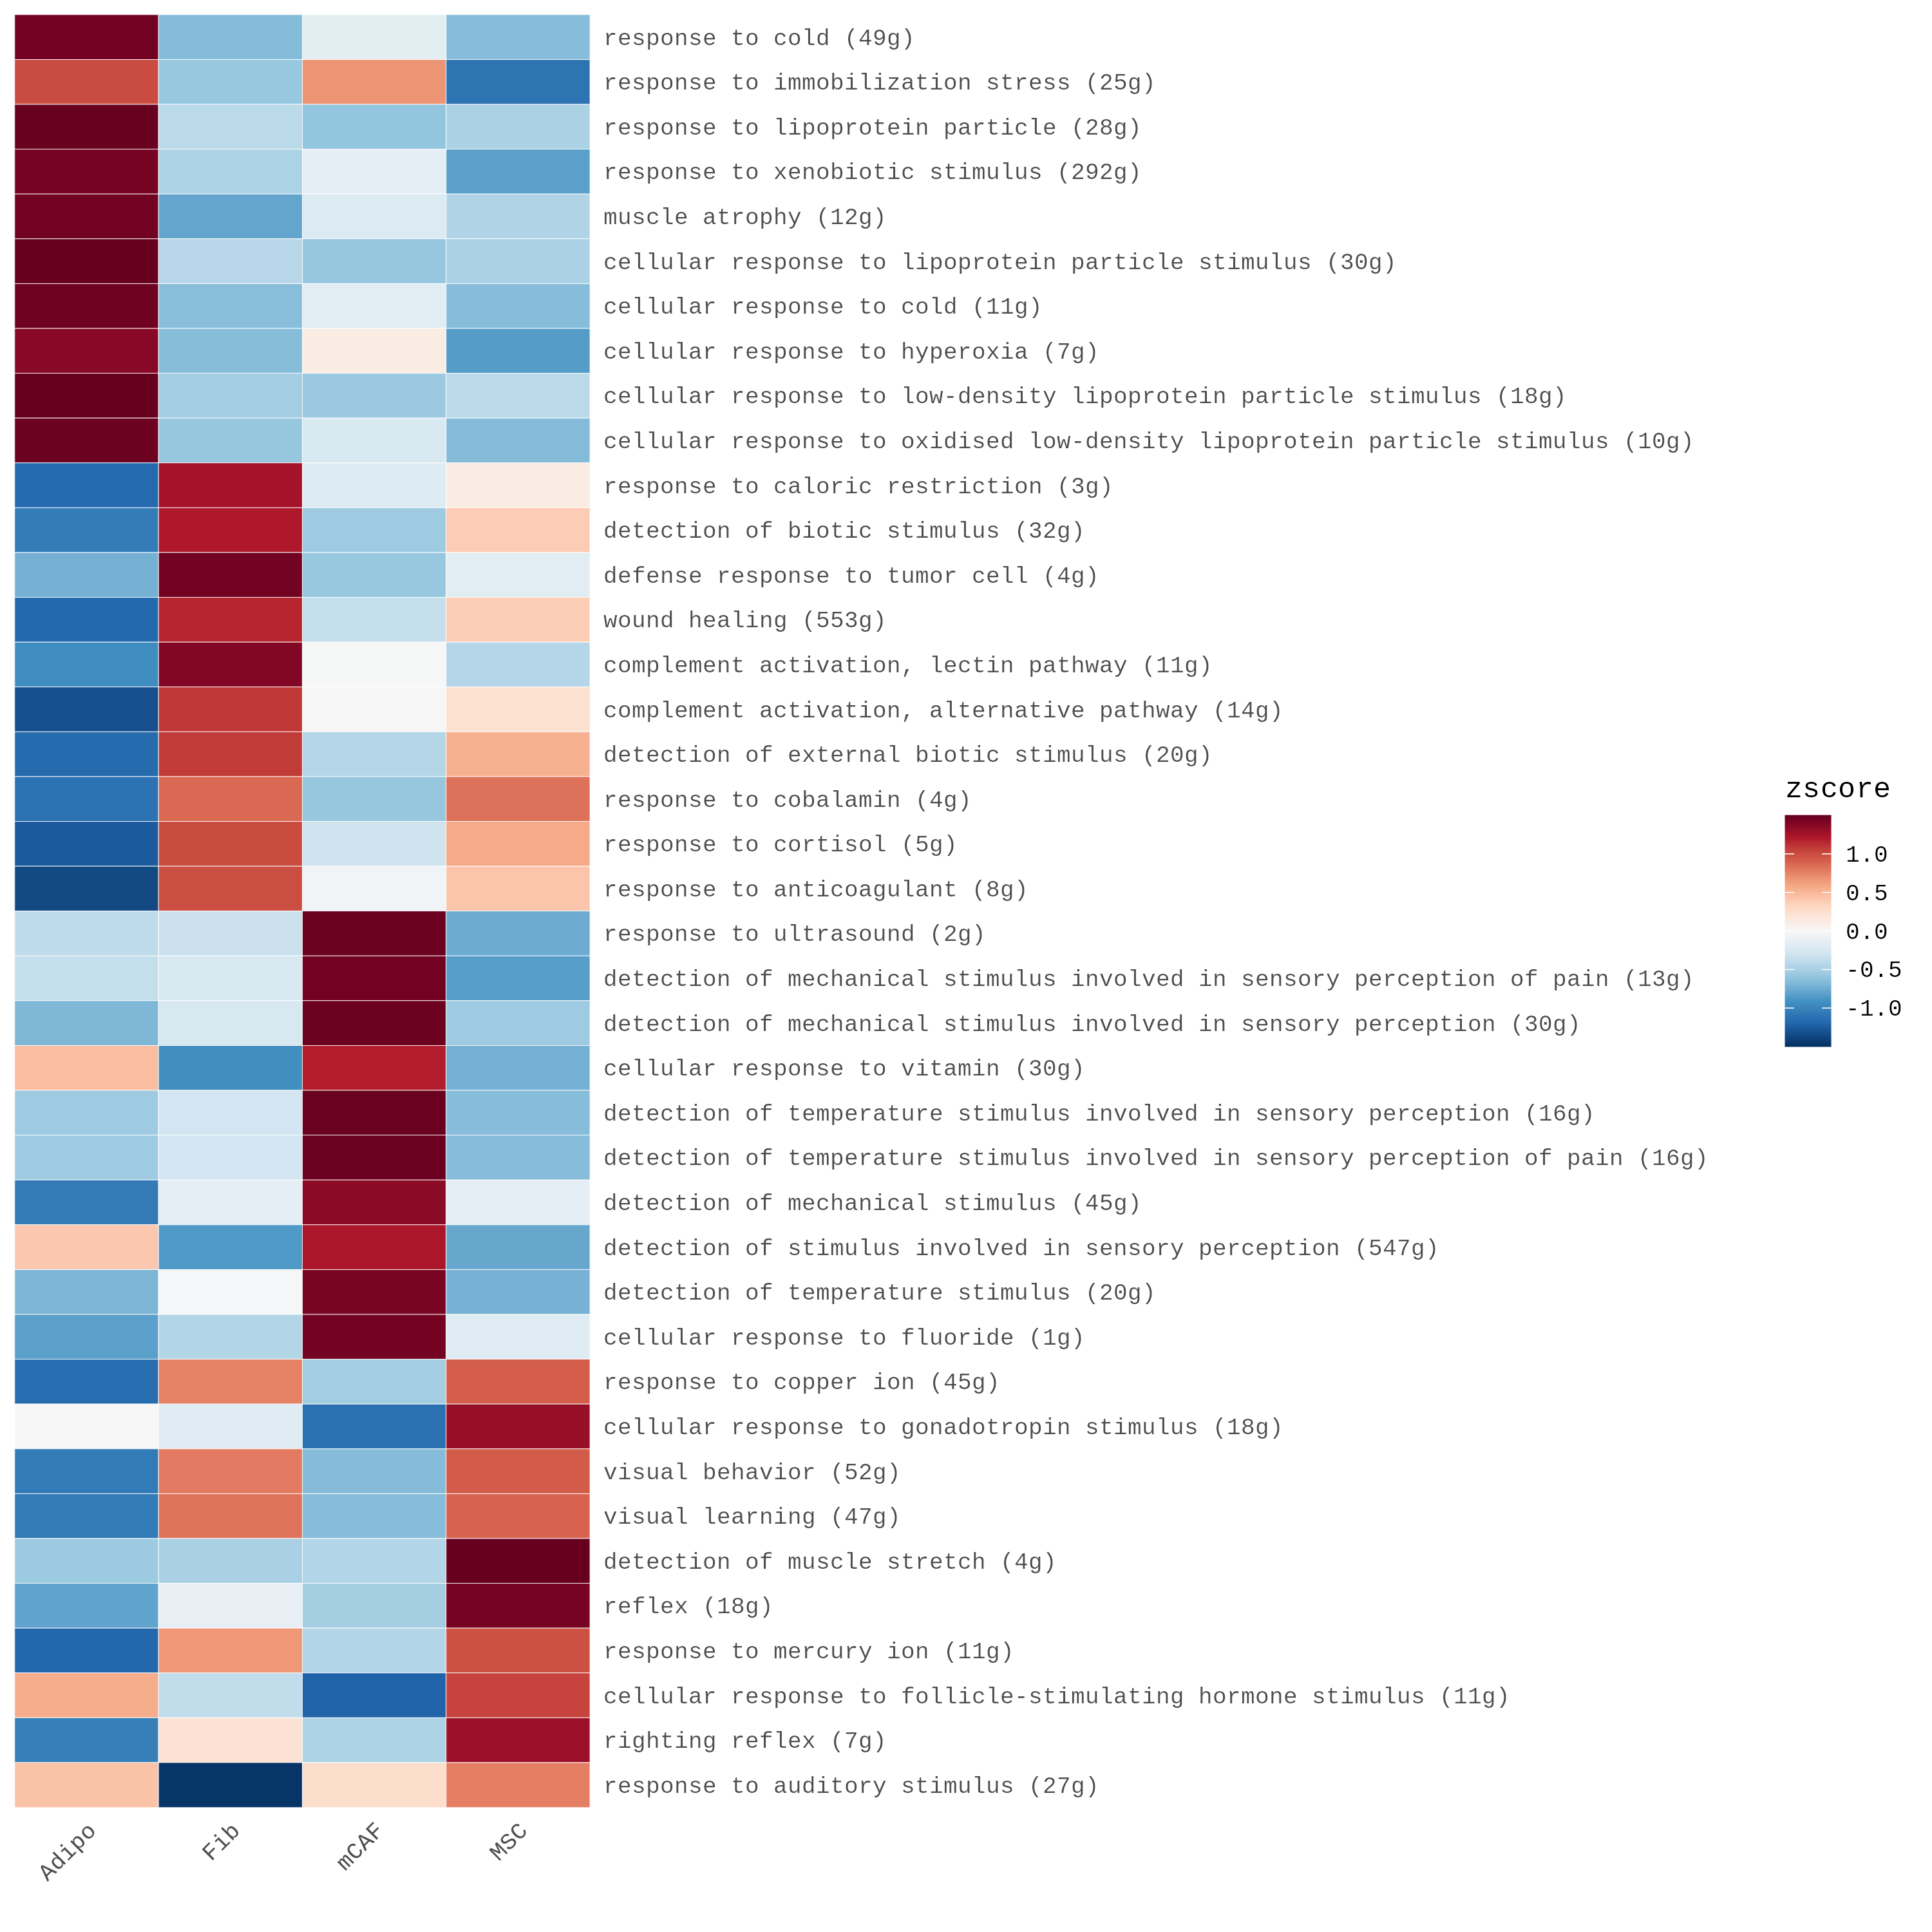 response to cold (49g)
response to immobilization stress (25g)
response to lipoprotein particle (28g)
response to xenobiotic stimulus (292g)
muscle atrophy (12g)
cellular response to lipoprotein particle stimulus (30g)
cellular response to cold (11g)
cellular response to hyperoxia (7g)
cellular response to low-density lipoprotein particle stimulus (18g)
cellular response to oxidised low-density lipoprotein particle stimulus (10g)
response to caloric restriction (3g)
detection of biotic stimulus (32g)
defense response to tumor cell (4g)
wound healing (553g)
complement activation, lectin pathway (11g)
complement activation, alternative pathway (14g)
detection of external biotic stimulus (20g)
response to cobalamin (4g)
response to cortisol (5g)
response to anticoagulant (8g)
response to ultrasound (2g)
detection of mechanical stimulus involved in sensory perception of pain (13g)
detection of mechanical stimulus involved in sensory perception (30g)
cellular response to vitamin (30g)
detection of temperature stimulus involved in sensory perception (16g)
detection of temperature stimulus involved in sensory perception of pain (16g)
detection of mechanical stimulus (45g)
detection of stimulus involved in sensory perception (547g)
detection of temperature stimulus (20g)
cellular response to fluoride (1g)
response to copper ion (45g)
cellular response to gonadotropin stimulus (18g)
visual behavior (52g)
visual learning (47g)
detection of muscle stretch (4g)
reflex (18g)
response to mercury ion (11g)
cellular response to follicle-stimulating hormone stimulus (11g)
righting reflex (7g)
response to auditory stimulus (27g)
Adipo
Fib
mCAF
MSC
zscore
1.0
0.5
0.0
-0.5
-1.0